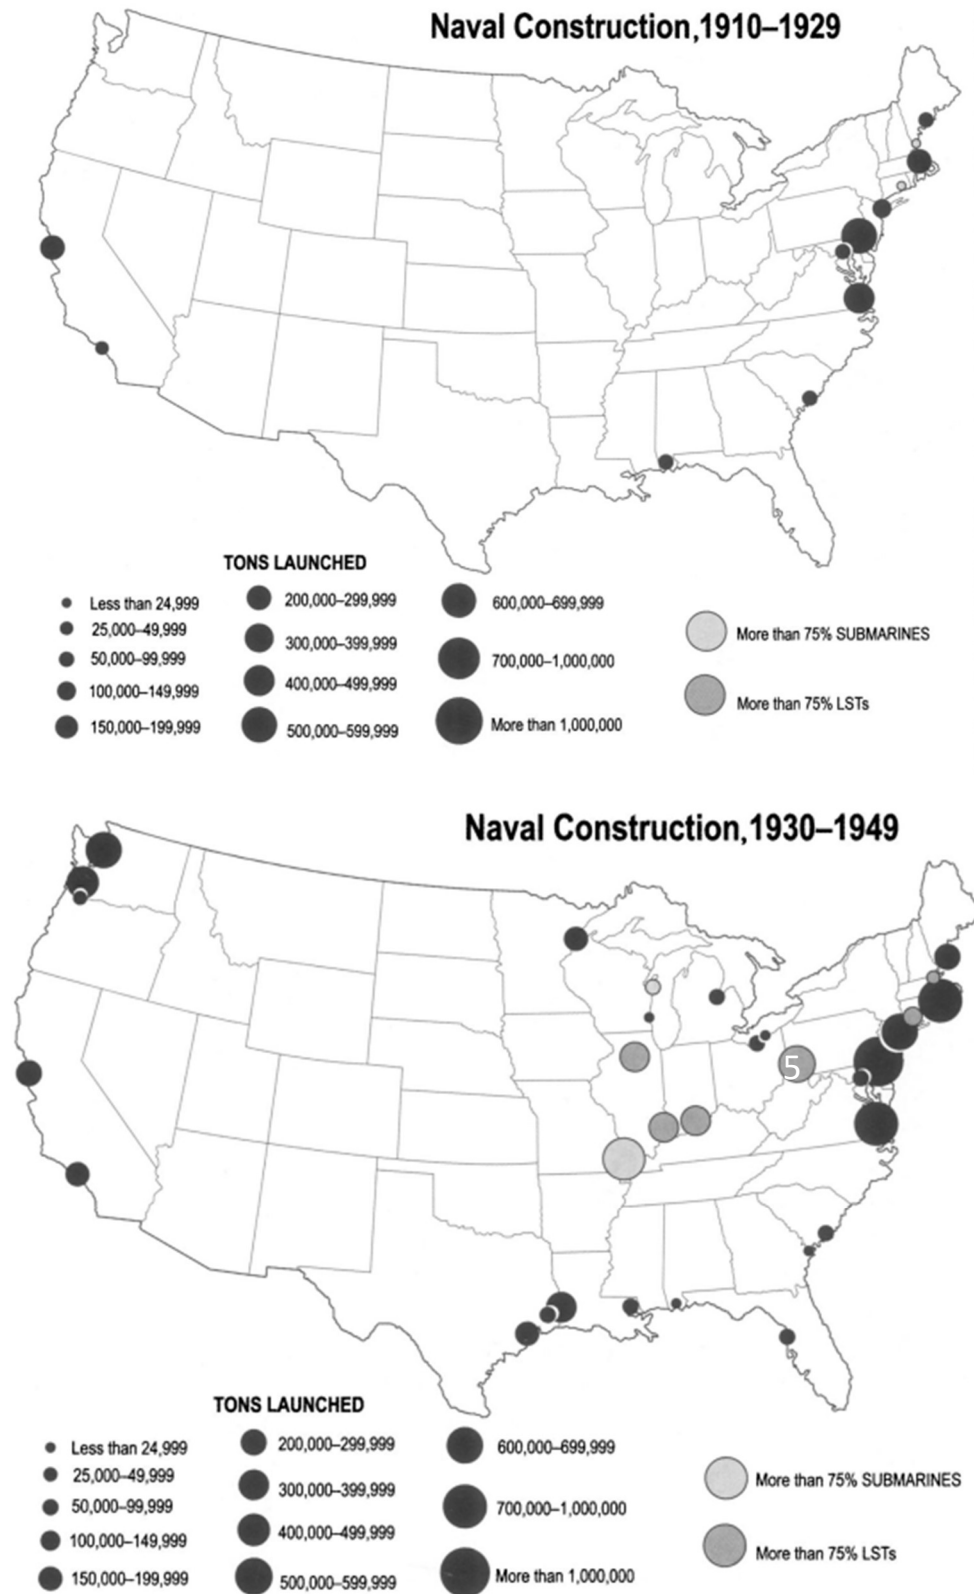 Naval Construction,1910–1929
TONS LAUNCHED
Less than 24,999
25,000–49,999
50,000–99,999
100,000–149,999
150,000–199,999
200,000–299,999
300,000–399,999
400,000–499,999
500,000–599,999
600,000–699,999
700,000–1,000,000
More than 1,000,000
More than 75% SUBMARINES
More than 75% LSTs
Naval Construction,1930–1949
5
TONS LAUNCHED
Less than 24,999
25,000–49,999
50,000–99,999
100,000–149,999
150,000–199,999
200,000–299,999
300,000–399,999
400,000–499,999
500,000–599,999
600,000–699,999
700,000–1,000,000
More than 1,000,000
More than 75% SUBMARINES
More than 75% LSTs